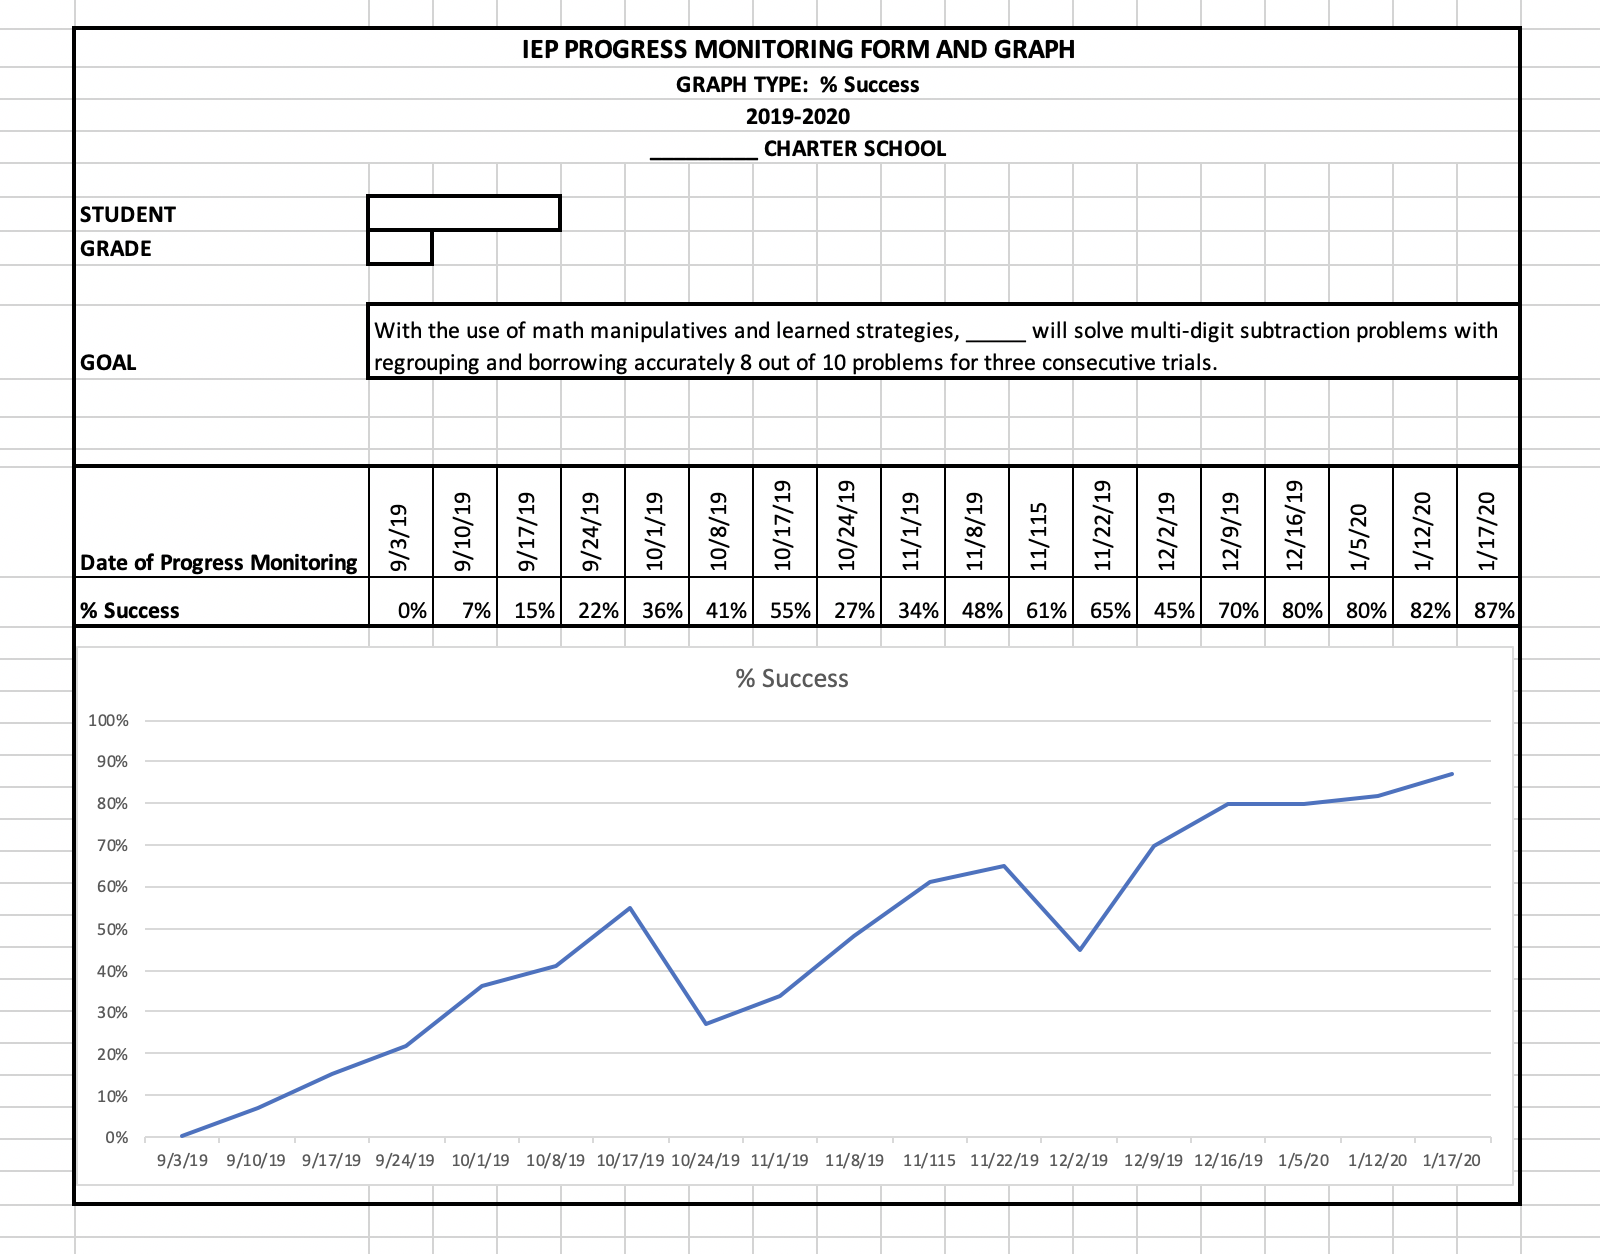 IEP PROGRESS MONITORING FORM AND GRAPH
GRAPH TYPE:  % Success
2019-2020
_________ CHARTER SCHOOL
STUDENT
GRADE
GOAL
With the use of math manipulatives and learned strategies, _____ will solve multi-digit subtraction problems with
regrouping and borrowing accurately 8 out of 10 problems for three consecutive trials.
Date of Progress Monitoring 9/3/19 9/10/19 9/17/19 9/24/19 10/1/19 10/8/19 10/17/19 10/24/19 11/1/19 11/8/19 11/115 11/22/19 12/2/19 12/9/19 12/16/19 1/5/20 1/12/20 1/17/20
% Success 0% 7% 15% 22% 36% 41% 55% 27% 34% 48% 61% 65% 45% 70% 80% 80% 82% 87%
% Success
100%
90%
80%
70%
60%
50%
40%
30%
20%
10%
0%
9/3/19 9/10/19 9/17/19 9/24/19 10/1/19 10/8/19 10/17/19 10/24/19 11/1/19 11/8/19 11/115 11/22/19 12/2/19 12/9/19 12/16/19 1/5/20 1/12/20 1/17/20